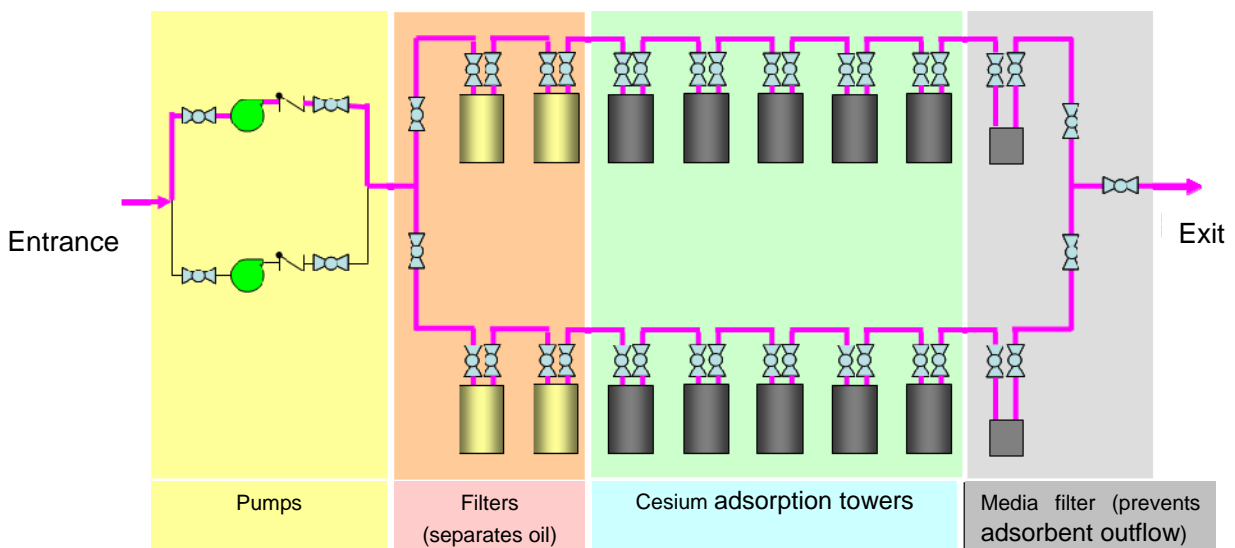 Entrance
Exit
Pumps
Filters
(separates oil)
Cesium adsorption towers
Media filter (prevents
adsorbent outflow)